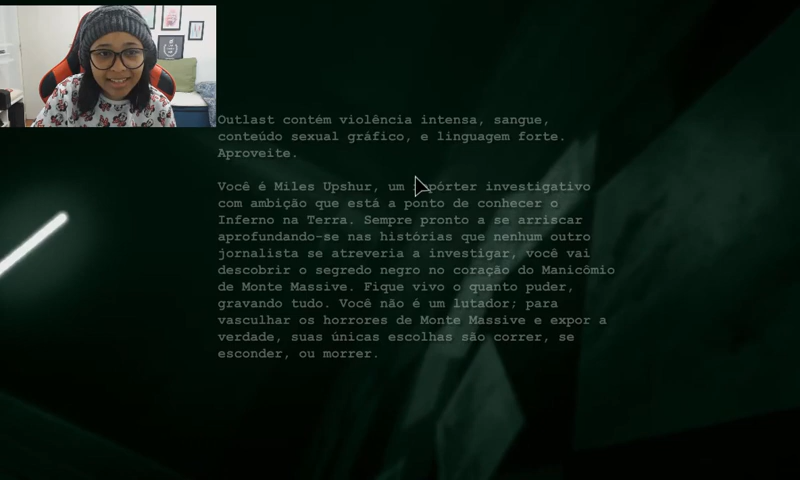 Outlast contém violência intensa, sangue,
conteúdo sexual gráfico, e linguagem forte.
Aproveite.
Você é Miles Upshur, um repórter investigativo
com ambição que está a ponto de conhecer o
Inferno na Terra. Sempre pronto a se arriscar
aprofundando-se nas histórias que nenhum outro
jornalista se atreveria a investigar, você vai
descobrir o segredo negro no coração do Manicômio
de Monte Massive. Fique vivo o quanto puder,
gravando tudo. Você não é um lutador; para
vasculhar os horrores de Monte Massive e expor a
verdade, suas únicas escolhas são correr, se
esconder, ou morrer.